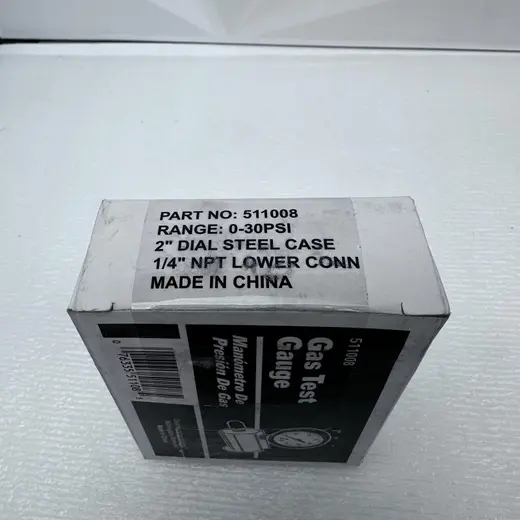 PART NO: 511008
RANGE: 0-30PSI
2" DIAL STEEL CASE
1/4" NPT LOWER CONN
MADE IN CHINA
511008
Gas Test
Gauge
Manómetro De
Presión De Gas